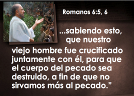 Romanos 6:5, 6
...sabiendo esto,
que nuestro
viejo hombre fue crucificado
juntamente con él, para que
el cuerpo del pecado sea
destruido, a fin de que no
sirvamos más al pecado."